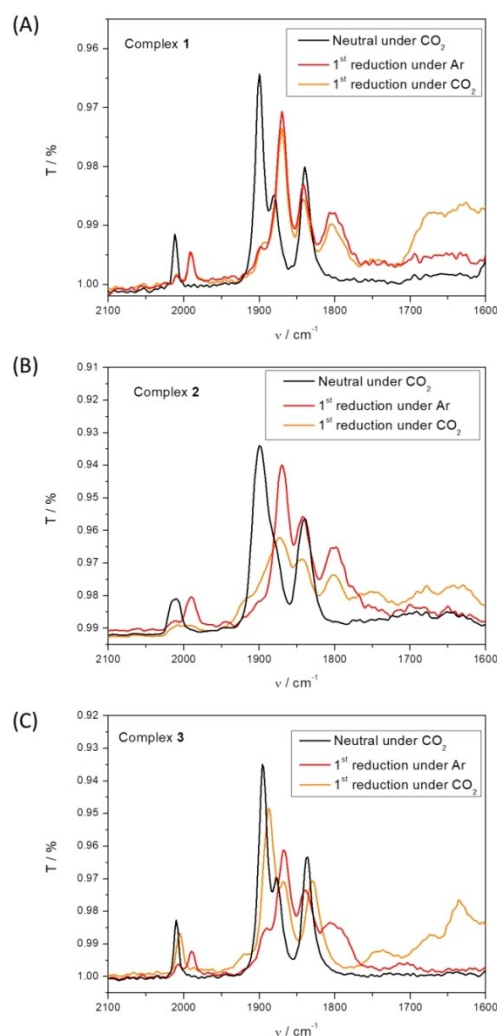 (A)
Complex 1
Neutral under CO2
1st reduction under Ar
1st reduction under CO2
T / %
0.96
0.97
0.98
0.99
1.00
2100 2000 1900 1800 1700 1600
ν / cm-1
(B)
Complex 2
Neutral under CO2
1st reduction under Ar
1st reduction under CO2
T / %
0.91
0.92
0.93
0.94
0.95
0.96
0.97
0.98
0.99
2100 2000 1900 1800 1700 1600
ν / cm-1
(C)
Complex 3
Neutral under CO2
1st reduction under Ar
1st reduction under CO2
T / %
0.92
0.93
0.94
0.95
0.96
0.97
0.98
0.99
1.00
2100 2000 1900 1800 1700 1600
ν / cm-1